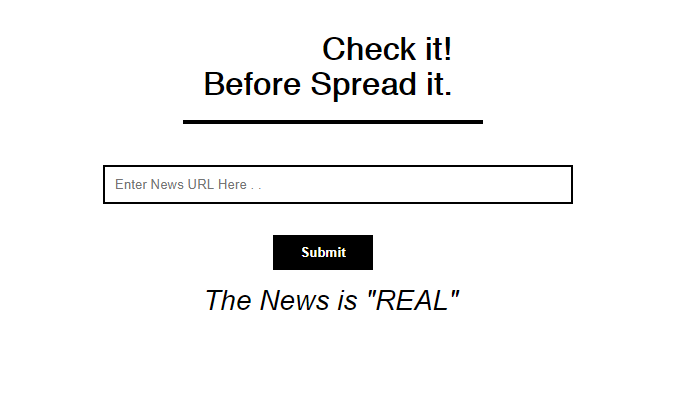 Check it!
Before Spread it.
Enter News URL Here . .
Submit
The News is "REAL"